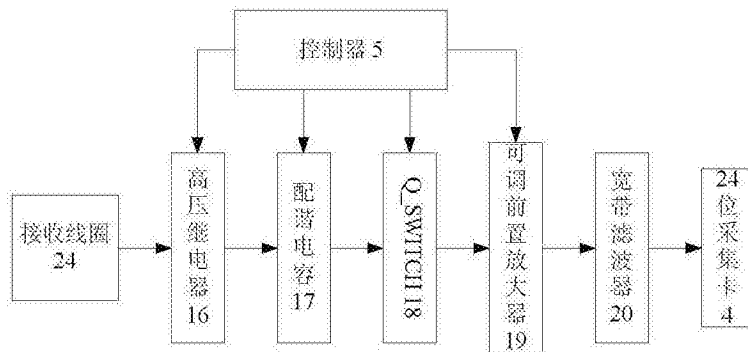 控制器 5
接收线圈
24
高压继电器
16
配谐电容
17
Q_SWITCH 18
可调前置放大器
19
宽带滤波器
20
24
位采集卡
4